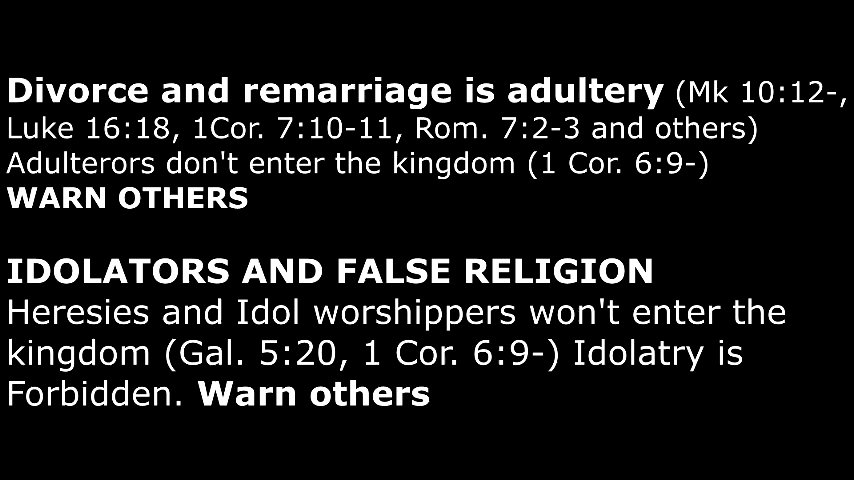 Divorce and remarriage is adultery (Mk 10:12-,
Luke 16:18, 1Cor. 7:10-11, Rom. 7:2-3 and others)
Adulterors don't enter the kingdom (1 Cor. 6:9-)
WARN OTHERS
IDOLATORS AND FALSE RELIGION
Heresies and Idol worshippers won't enter the
kingdom (Gal. 5:20, 1 Cor. 6:9-) Idolatry is
Forbidden. Warn others